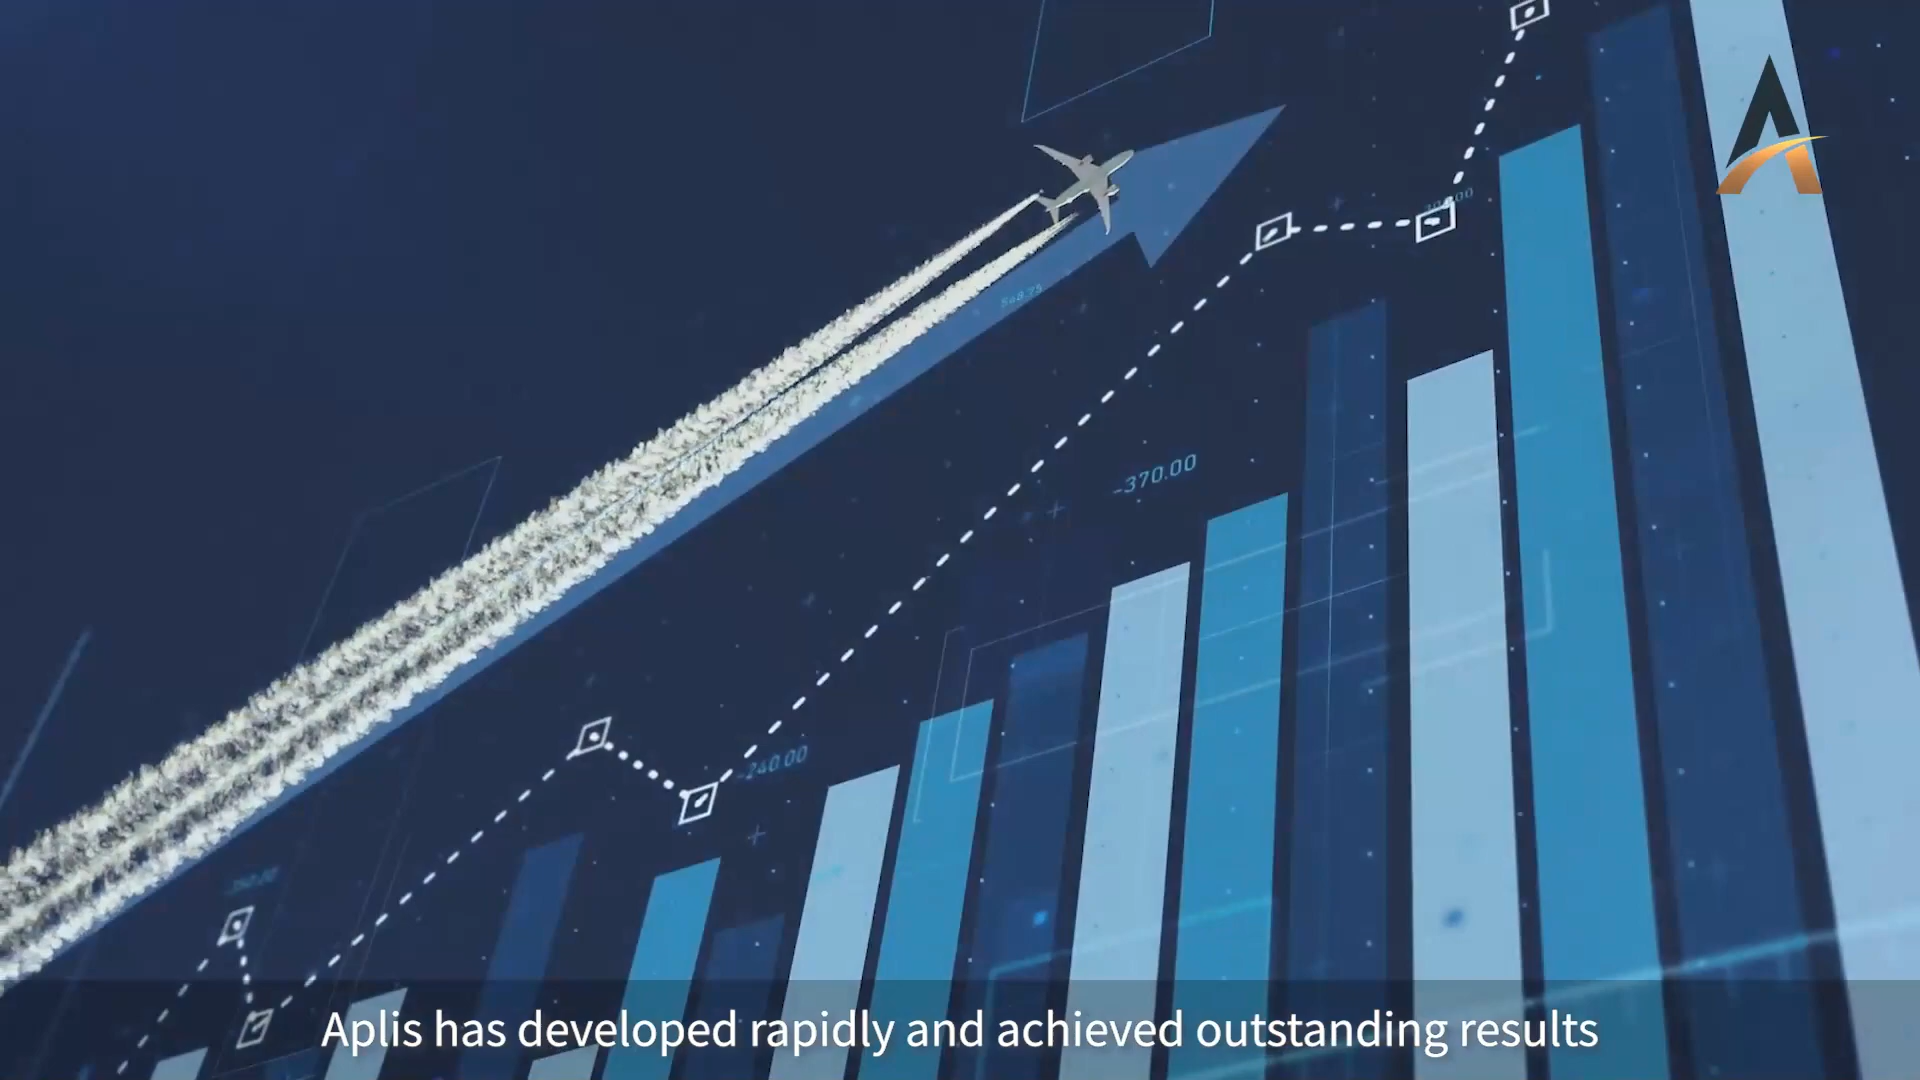 -370.00
-240.00
Aplis has developed rapidly and achieved outstanding results